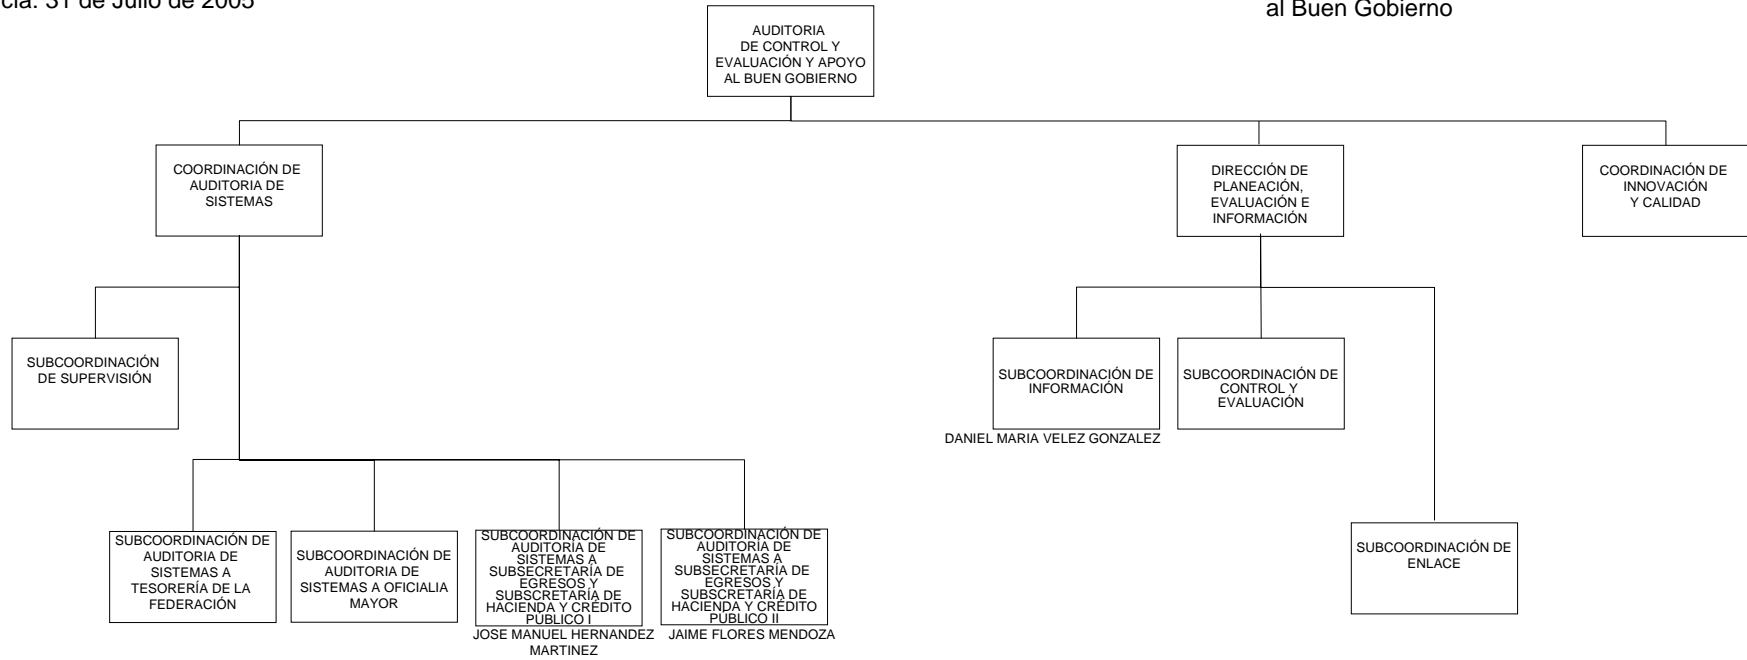 cia: 31 de Julio de 2005
al Buen Gobierno
AUDITORIA
DE CONTROL Y
EVALUACIÓN Y APOYO
AL BUEN GOBIERNO
COORDINACIÓN DE
AUDITORIA DE
SISTEMAS
DIRECCIÓN DE
PLANEACIÓN,
EVALUACIÓN E
INFORMACIÓN
COORDINACIÓN DE
INNOVACIÓN
Y CALIDAD
SUBCOORDINACIÓN
DE SUPERVISIÓN
SUBCOORDINACIÓN DE
INFORMACIÓN
DANIEL MARIA VELEZ GONZALEZ
SUBCOORDINACIÓN DE
CONTROL Y
EVALUACIÓN
SUBCOORDINACIÓN DE
AUDITORIA DE
SISTEMAS A
TESORERÍA DE LA
FEDERACIÓN
SUBCOORDINACIÓN DE
AUDITORIA DE
SISTEMAS A OFICIALIA
MAYOR
SUBCOORDINACIÓN DE
AUDITORÍA DE
SISTEMAS A
SUBSECRETARÍA DE
EGRESOS Y
SUBSCRETARÍA DE
HACIENDA Y CRÉDITO
PÚBLICO I
JOSE MANUEL HERNANDEZ
MARTINEZ
SUBCOORDINACIÓN DE
AUDITORÍA DE
SISTEMAS A
SUBSECRETARÍA DE
EGRESOS Y
SUBSCRETARÍA DE
HACIENDA Y CRÉDITO
PÚBLICO II
JAIME FLORES MENDOZA
SUBCOORDINACIÓN DE
ENLACE